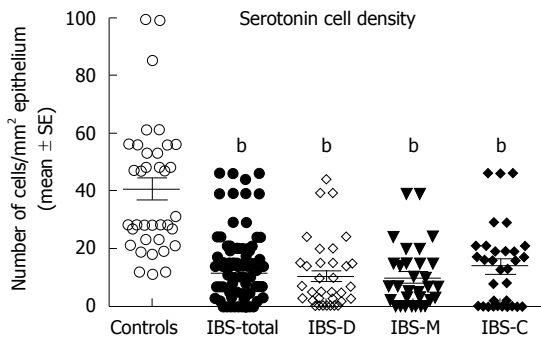 Serotonin cell density
Number of cells/mm² epithelium
(mean ± SE)
100
80
60
40
20
0
b
b
b
b
Controls
IBS-total
IBS-D
IBS-M
IBS-C